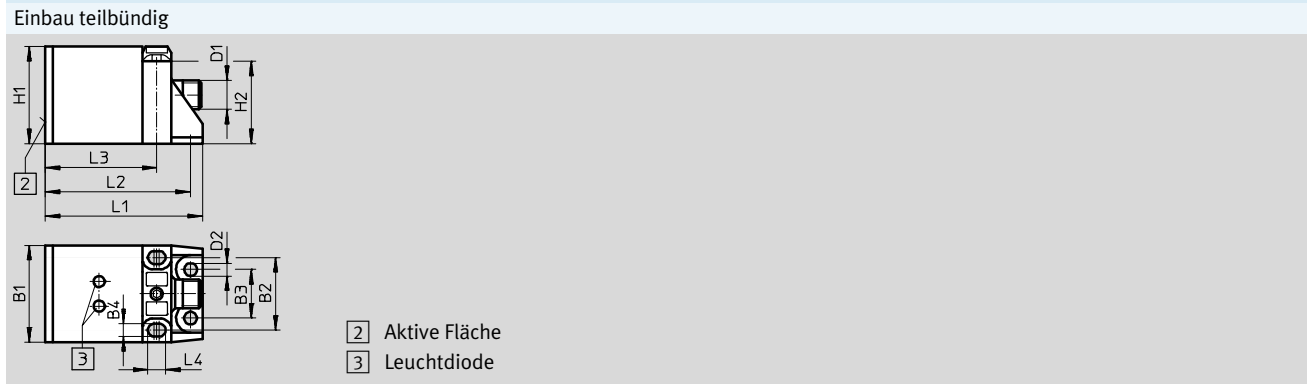 Einbau teilbündig
H1
D1
H2
L3
2
L2
L1
B1
D2
B4
B3
B2
3
L4
2 Aktive Fläche
3 Leuchtdiode